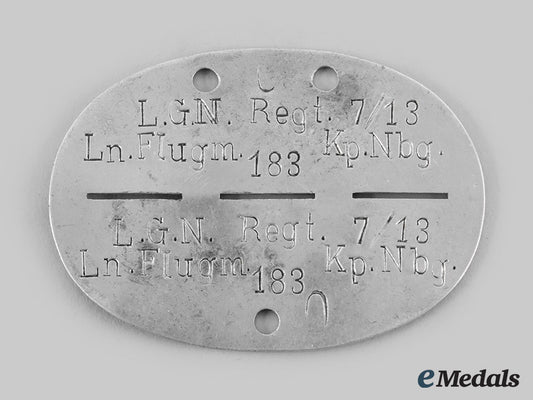 L.G.N. Regt. 7/13
Ln.Flugm. 183 Kp.Nbg.
L.G.N. Regt. 7/13
Ln.Flugm. 183 Kp.Nbg.
eMedals